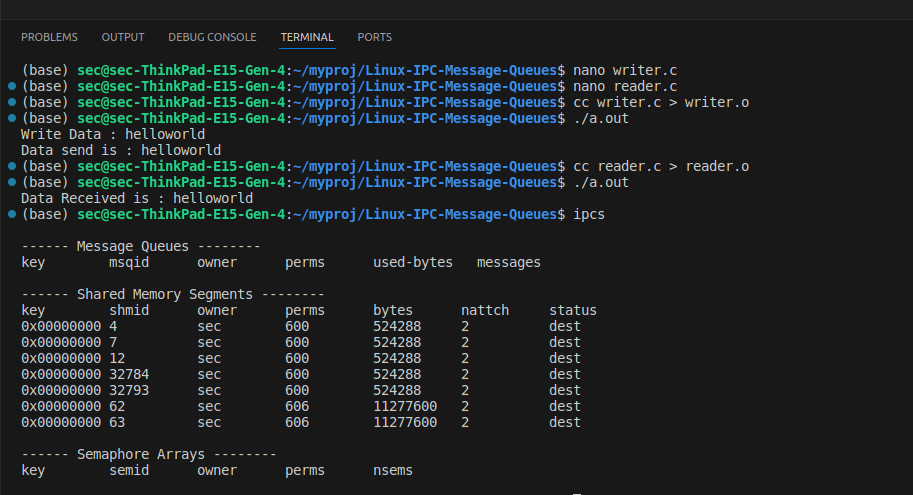 PROBLEMS OUTPUT DEBUG CONSOLE TERMINAL PORTS
(base) sec@sec-ThinkPad-E15-Gen-4:~/myproj/Linux-IPC-Message-Queues$ nano writer.c
(base) sec@sec-ThinkPad-E15-Gen-4:~/myproj/Linux-IPC-Message-Queues$ nano reader.c
(base) sec@sec-ThinkPad-E15-Gen-4:~/myproj/Linux-IPC-Message-Queues$ cc writer.c > writer.o
(base) sec@sec-ThinkPad-E15-Gen-4:~/myproj/Linux-IPC-Message-Queues$ ./a.out
Write Data : helloworld
Data send is : helloworld
(base) sec@sec-ThinkPad-E15-Gen-4:~/myproj/Linux-IPC-Message-Queues$ cc reader.c > reader.o
(base) sec@sec-ThinkPad-E15-Gen-4:~/myproj/Linux-IPC-Message-Queues$ ./a.out
Data Received is : helloworld
(base) sec@sec-ThinkPad-E15-Gen-4:~/myproj/Linux-IPC-Message-Queues$ ipcs
------ Message Queues --------
key        msqid      owner      perms      used-bytes   messages
------ Shared Memory Segments --------
key        shmid      owner      perms      bytes      nattch     status
0x00000000 4          sec        600        524288     2          dest
0x00000000 7          sec        600        524288     2          dest
0x00000000 12         sec        600        524288     2          dest
0x00000000 32784      sec        600        524288     2          dest
0x00000000 32793      sec        600        524288     2          dest
0x00000000 62         sec        606        11277600   2          dest
0x00000000 63         sec        606        11277600   2          dest
------ Semaphore Arrays --------
key        semid      owner      perms      nsems